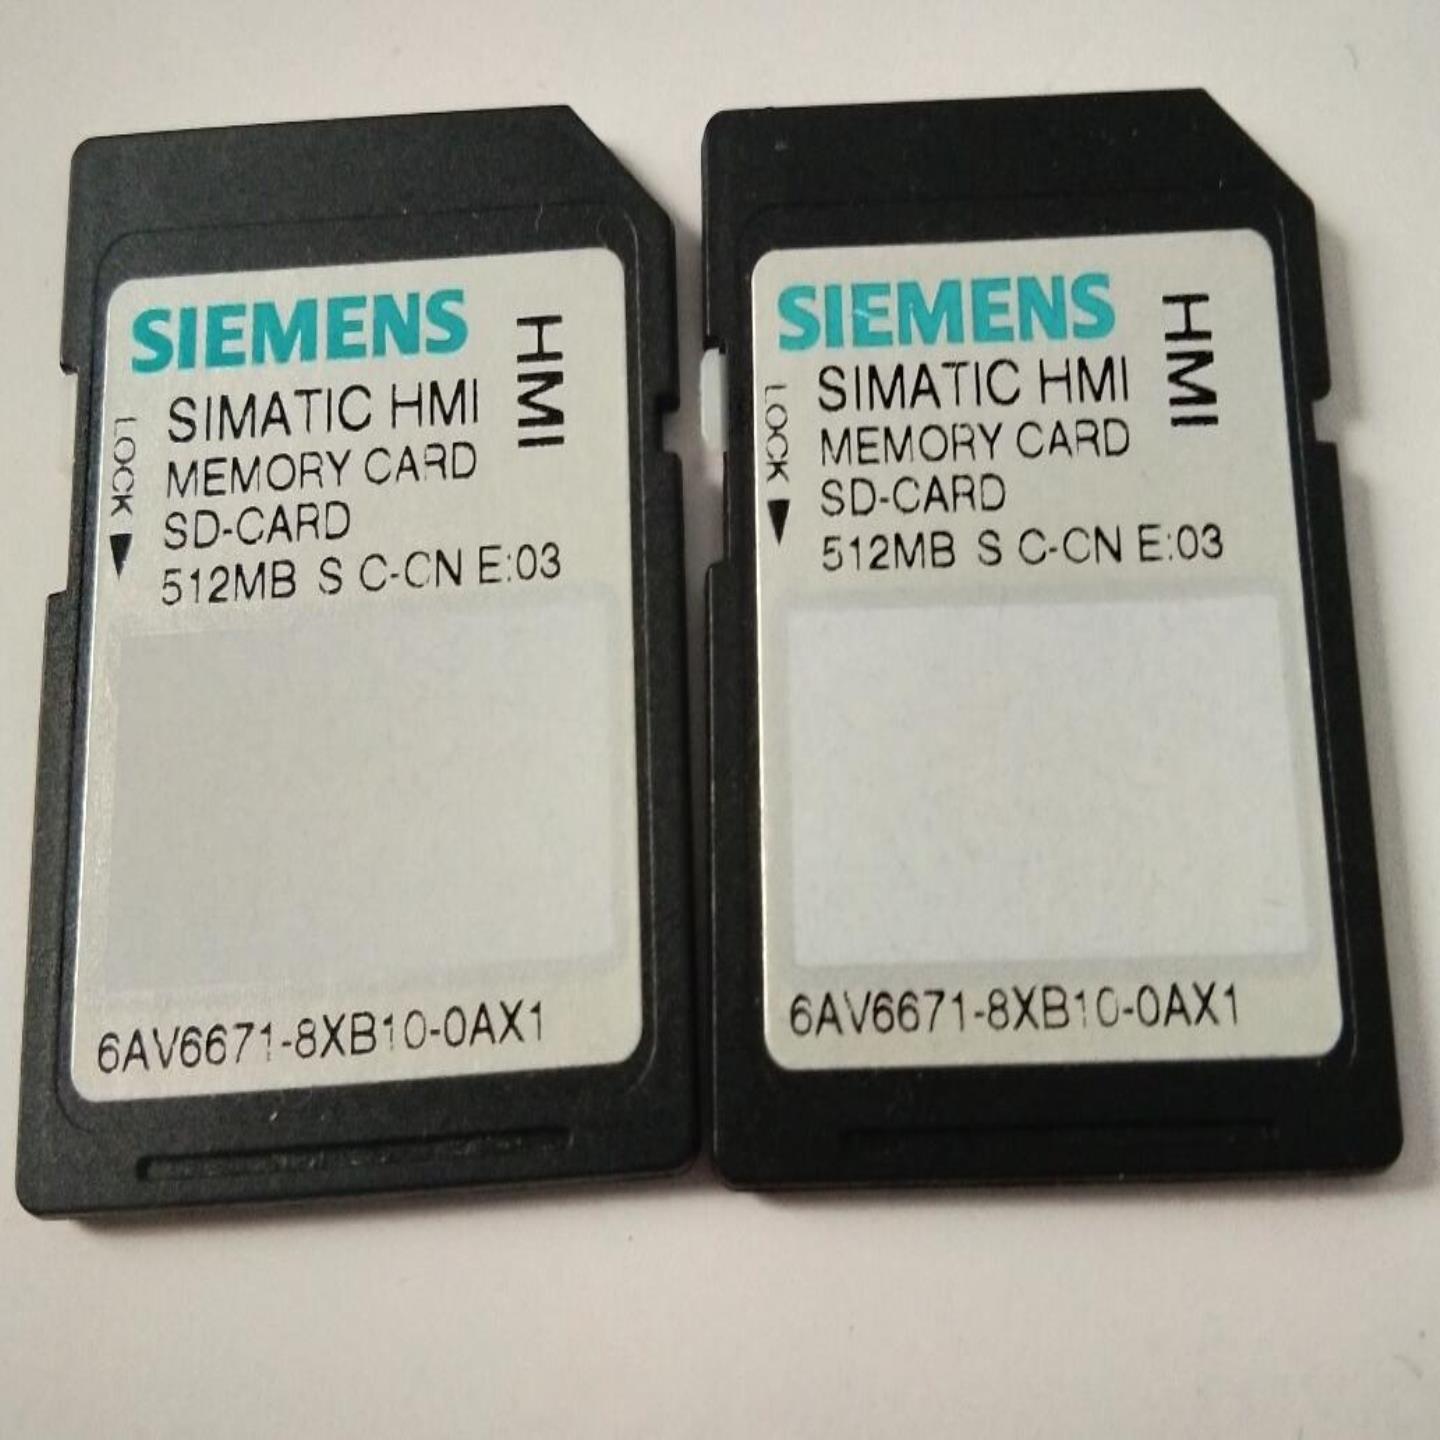 SIEMENS
HMI
SIMATIC HMI
MEMORY CARD
SD-CARD
512MB S C-CN E:03
LOCK
6AV6671-8XB10-0AX1
SIEMENS
HMI
SIMATIC HMI
MEMORY CARD
SD-CARD
512MB S C-CN E:03
LOCK
6AV6671-8XB10-0AX1